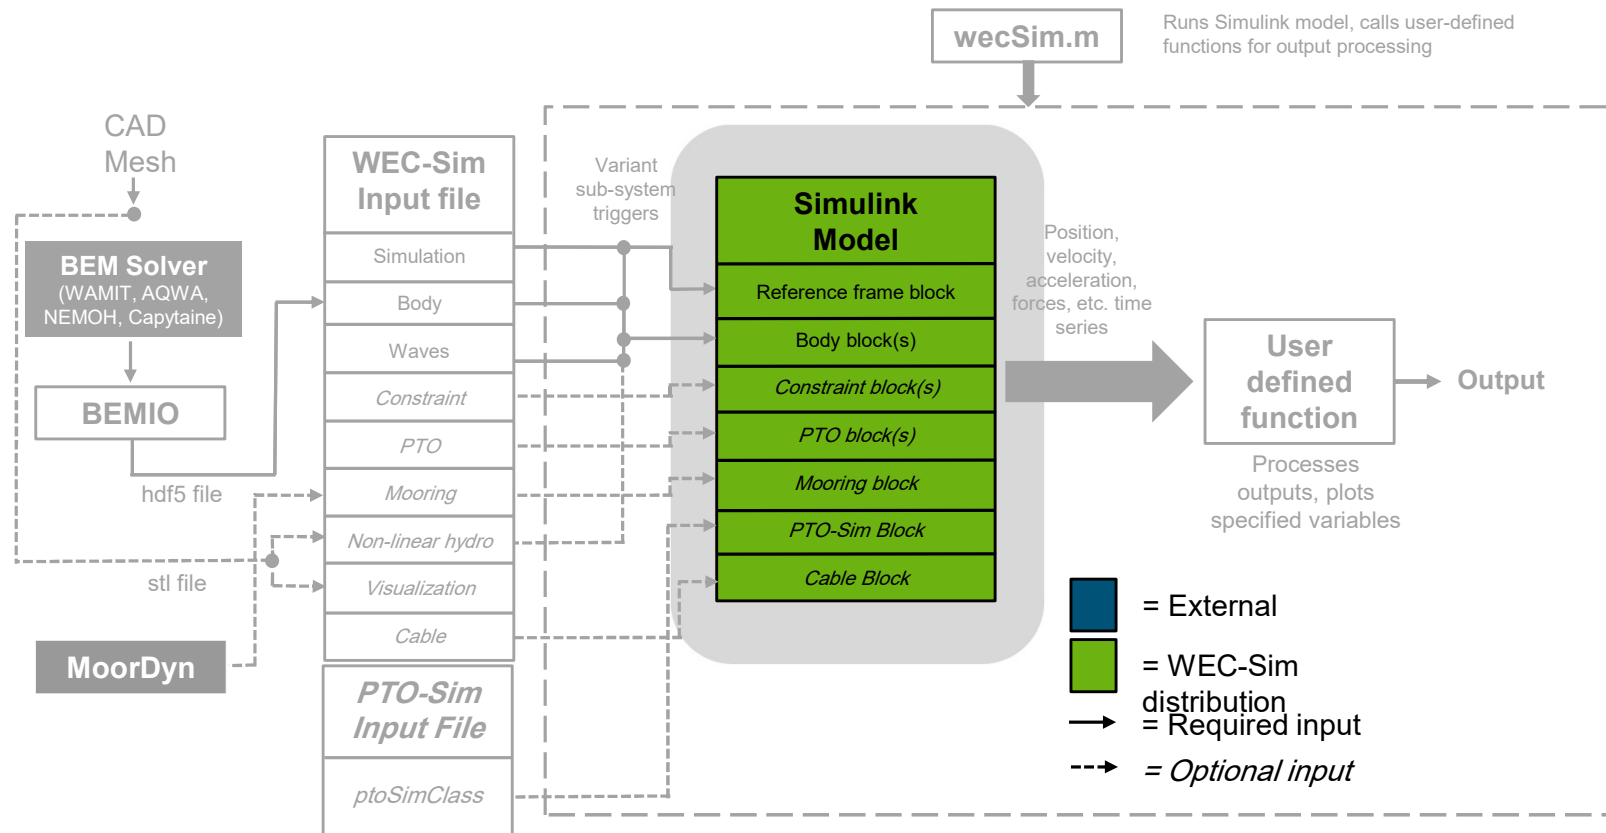 wecSim.m
Runs Simulink model, calls user-defined
functions for output processing
CAD
Mesh
BEM Solver
(WAMIT, AQWA,
NEMOH, Capytaine)
BEMIO
hdf5 file
stl file
MoorDyn
WEC-Sim
Input file
Simulation
Body
Waves
Constraint
PTO
Mooring
Non-linear hydro
Visualization
Cable
PTO-Sim
Input File
ptoSimClass
Variant
sub-system
triggers
Simulink
Model
Reference frame block
Body block(s)
Constraint block(s)
PTO block(s)
Mooring block
PTO-Sim Block
Cable Block
Position,
velocity,
acceleration,
forces, etc. time
series
User
defined
function
Output
Processes
outputs, plots
specified variables
= External
= WEC-Sim
distribution
= Required input
= Optional input